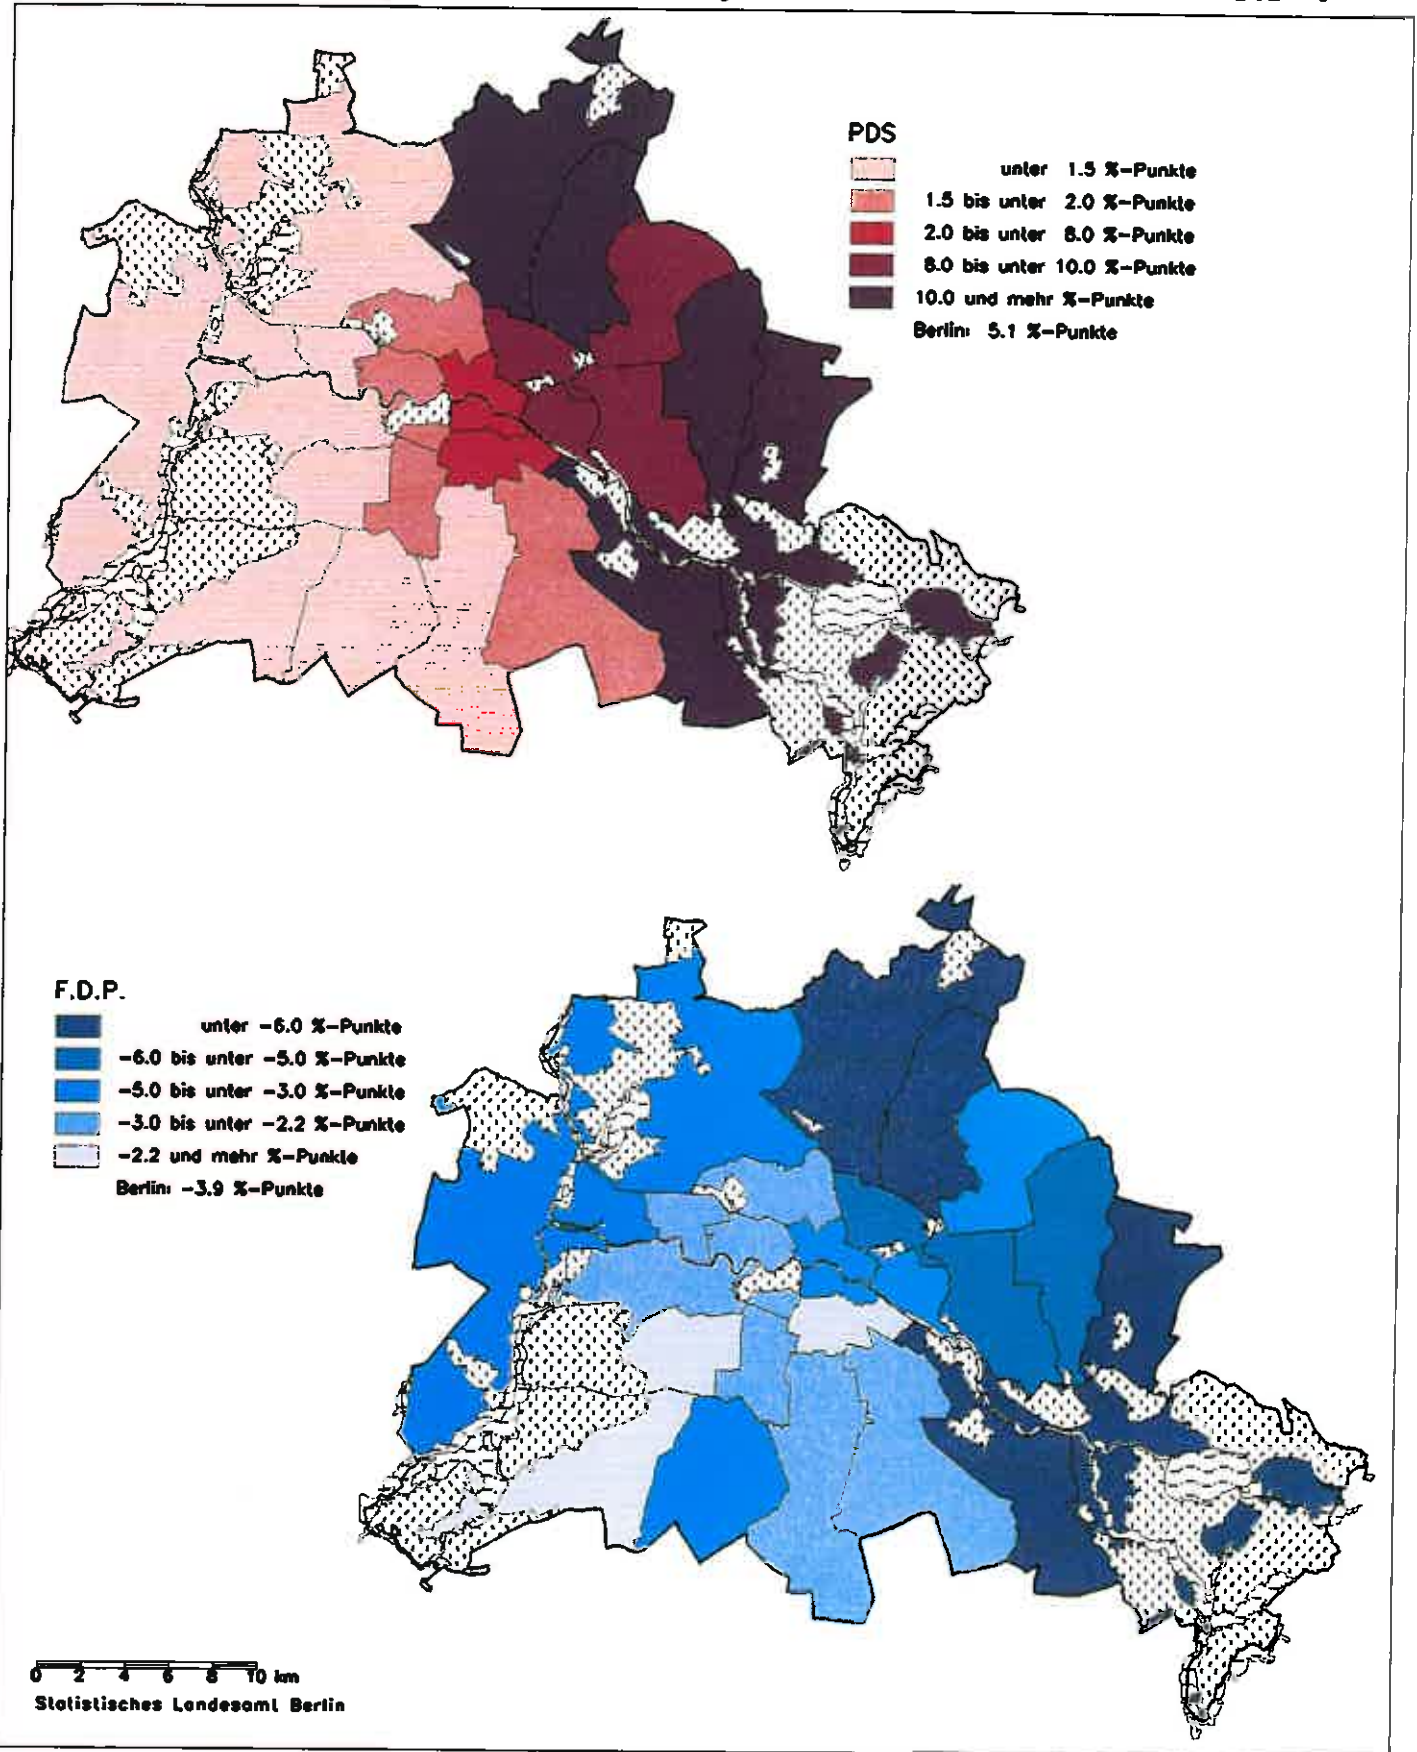 PDS
unter 1.5 %-Punkte
1.5 bis unter 2.0 %-Punkte
2.0 bis unter 8.0 %-Punkte
8.0 bis unter 10.0 %-Punkte
10.0 und mehr %-Punkte
Berlin: 5.1 %-Punkte
F.D.P.
unter -6.0 %-Punkte
-6.0 bis unter -5.0 %-Punkte
-5.0 bis unter -3.0 %-Punkte
-3.0 bis unter -2.2 %-Punkte
-2.2 und mehr %-Punkte
Berlin: -3.9 %-Punkte
0 2 4 6 8 10 km
Statistisches Landesamt Berlin